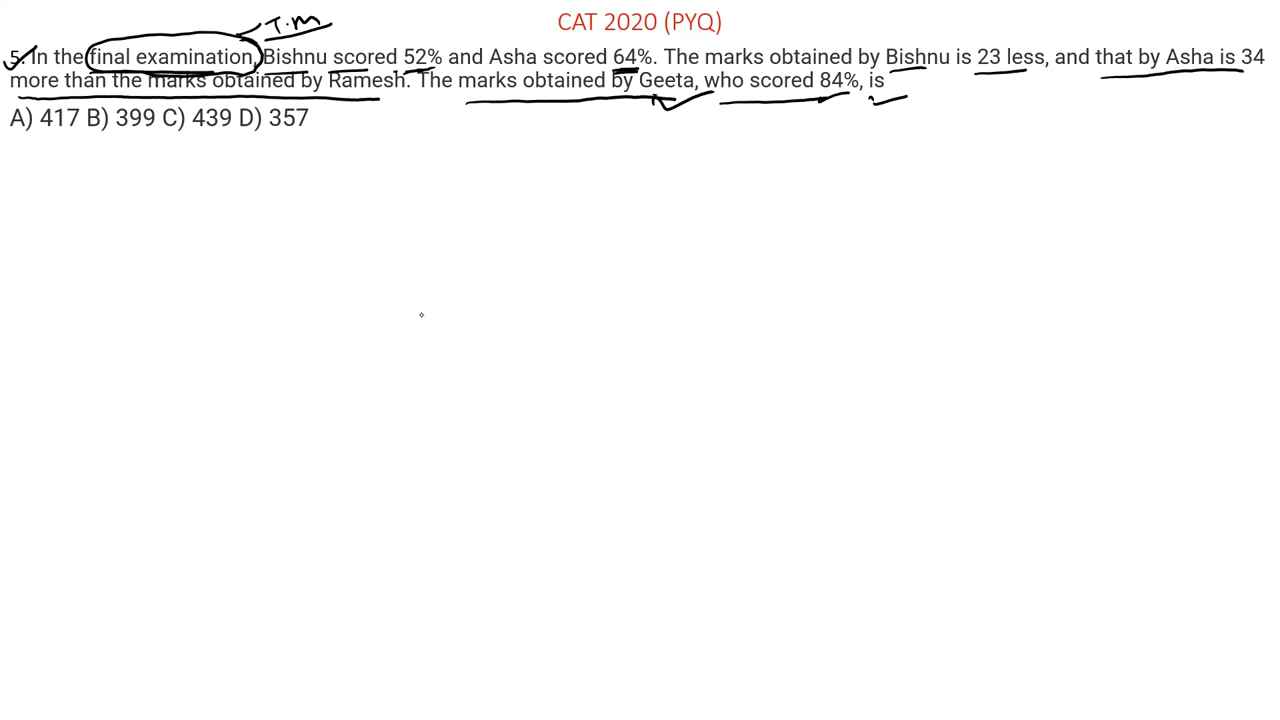 CAT 2020 (PYQ)
T.M
5. In the final examination, Bishnu scored 52% and Asha scored 64%. The marks obtained by Bishnu is 23 less, and that by Asha is 34
more than the marks obtained by Ramesh. The marks obtained by Geeta, who scored 84%, is
A) 417 B) 399 C) 439 D) 357